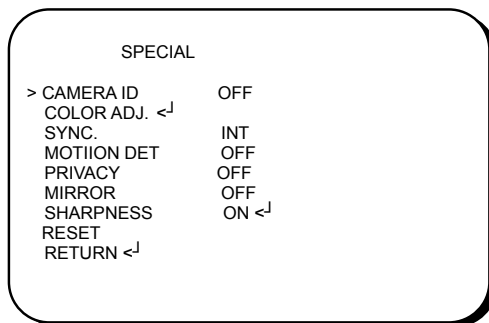 SPECIAL
> CAMERA ID OFF
COLOR ADJ. <┘
SYNC. INT
MOTIION DET OFF
PRIVACY OFF
MIRROR OFF
SHARPNESS ON <┘
RESET
RETURN <┘